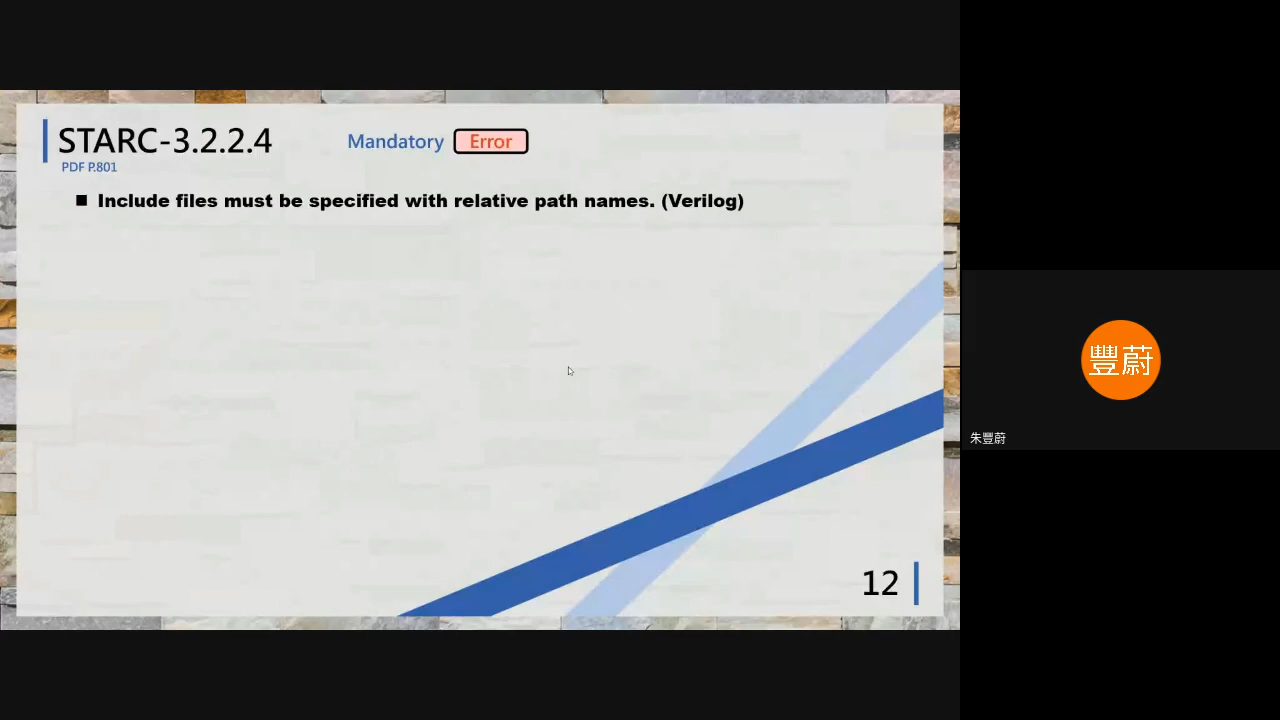 STARC-3.2.2.4
Mandatory Error
PDF P.801
■ Include files must be specified with relative path names. (Verilog)
12
豐蔚
朱豐蔚